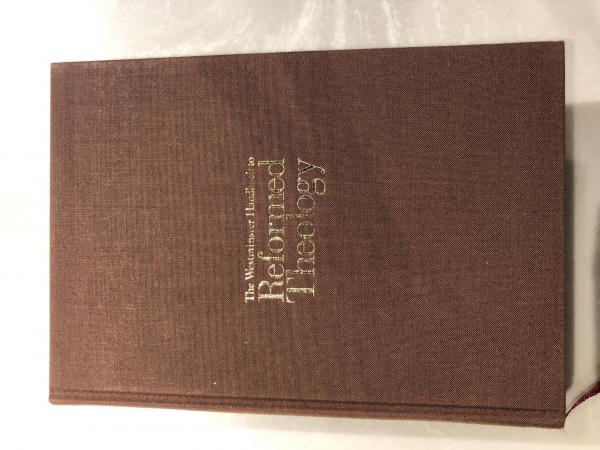 The Westminster Handbook to
Reformed
Theology